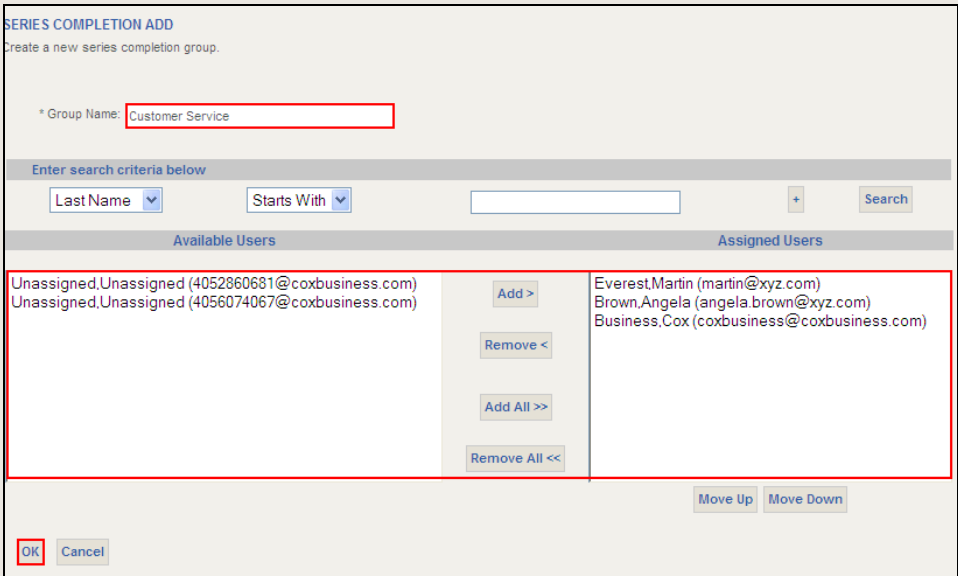 SERIES COMPLETION ADD
Create a new series completion group.
* Group Name: Customer Service
Enter search criteria below
Last Name Starts With + Search
Available Users Assigned Users
Unassigned,Unassigned (4052860681@coxbusiness.com) Add > Everest,Martin (martin@xyz.com)
Unassigned,Unassigned (4056074067@coxbusiness.com) Brown,Angela (angela.brown@xyz.com)
Business,Cox (coxbusiness@coxbusiness.com)
Remove <
Add All >>
Remove All <<
Move Up Move Down
OK Cancel